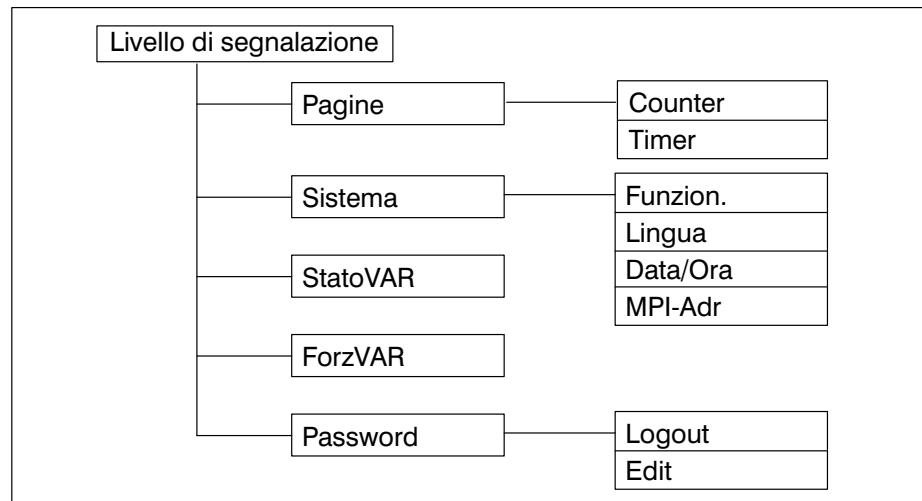 Livello di segnalazione
Pagine
Counter
Timer
Sistema
Funzion.
Lingua
Data/Ora
MPI-Adr
StatoVAR
ForzVAR
Password
Logout
Edit